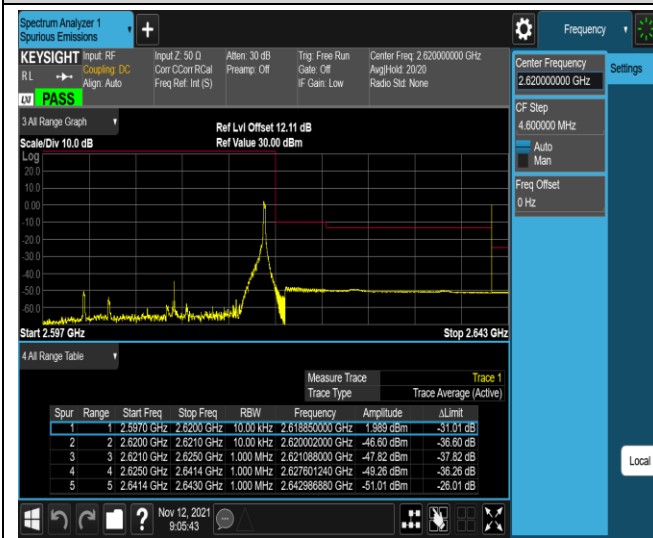 Spectrum Analyzer 1
Spurious Emissions
+
Frequency
KEYSIGHT
RL
LXI PASS
Input: RF
Coupling: DC
Align: Auto
Input Z: 50 Ω
Corr CCorr RCal
Freq Ref: Int (S)
Atten: 30 dB
Preamp: Off
Trig: Free Run
Gate: Off
IF Gain: Low
Center Freq: 2.620000000 GHz
Avg|Hold: 20/20
Radio Std: None
Center Frequency
2.620000000 GHz
Settings
CF Step
4.600000 MHz
Auto
Man
Freq Offset
0 Hz
Local
3 All Range Graph
Scale/Div 10.0 dB
Ref Lvl Offset 12.11 dB
Ref Value 30.00 dBm
Log
20.0
10.0
0.00
-10.0
-20.0
-30.0
-40.0
-50.0
-60.0
Start 2.597 GHz
Stop 2.643 GHz
4 All Range Table
Measure Trace Trace 1
Trace Type Trace Average (Active)
Spur Range Start Freq Stop Freq RBW Frequency Amplitude ΔLimit
1 1 2.5970 GHz 2.6200 GHz 10.00 kHz 2.618850000 GHz 1.989 dBm -31.01 dB
2 2 2.6200 GHz 2.6210 GHz 10.00 kHz 2.620002000 GHz -46.60 dBm -36.60 dB
3 3 2.6210 GHz 2.6250 GHz 1.000 MHz 2.621088000 GHz -47.82 dBm -37.82 dB
4 4 2.6250 GHz 2.6414 GHz 1.000 MHz 2.627601240 GHz -49.26 dBm -36.26 dB
5 5 2.6414 GHz 2.6430 GHz 1.000 MHz 2.642986880 GHz -51.01 dBm -26.01 dB
?
Nov 12, 2021
9:05:43